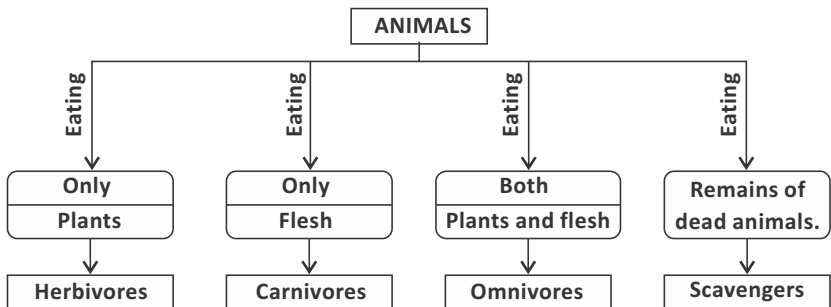 ANIMALS
Eating
Eating
Eating
Eating
Only
Plants
Only
Flesh
Both
Plants and flesh
Remains of
dead animals.
Herbivores
Carnivores
Omnivores
Scavengers